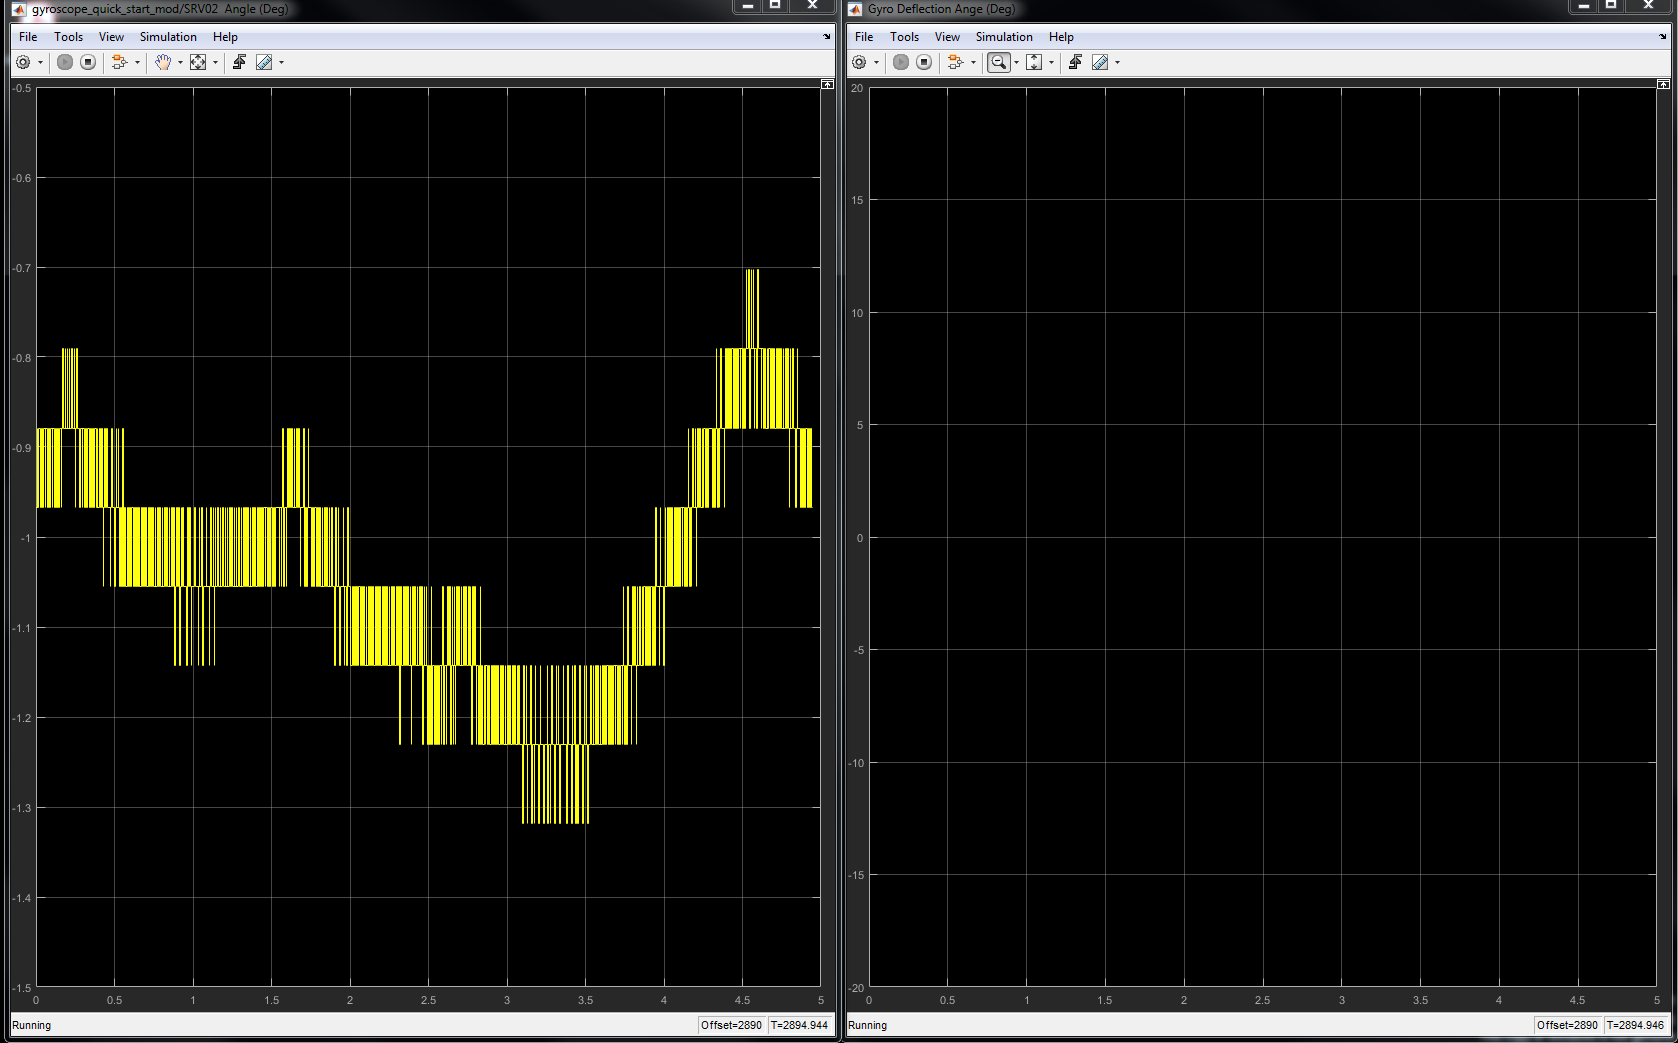 gyroscope_quick_start_mod/SRV02 Angle (Deg)
File Tools View Simulation Help
-0.5
-0.6
-0.7
-0.8
-0.9
-1
-1.1
-1.2
-1.3
-1.4
-1.5
0 0.5 1 1.5 2 2.5 3 3.5 4 4.5 5
Running Offset=2890 T=2894.944
Gyro Deflection Ange (Deg)
File Tools View Simulation Help
20
15
10
5
0
-5
-10
-15
-20
0 0.5 1 1.5 2 2.5 3 3.5 4 4.5 5
Running Offset=2890 T=2894.946